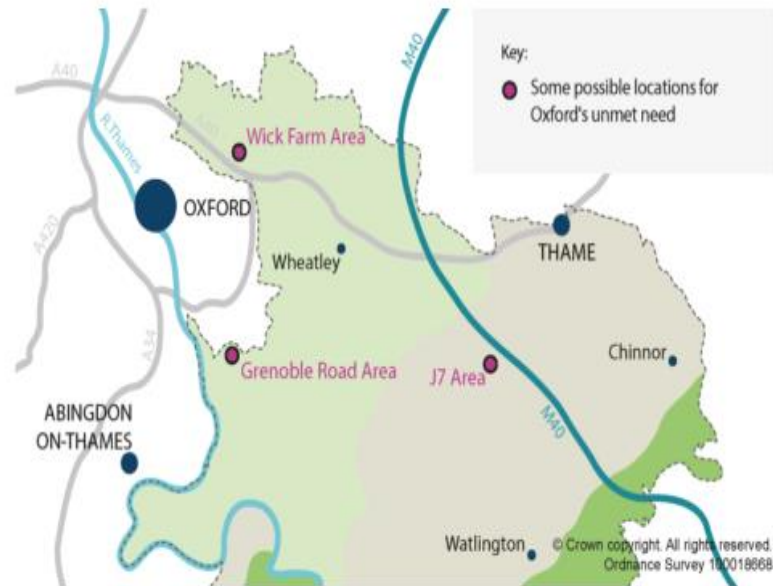 M40
Key:
Some possible locations for
Oxford's unmet need
A40
R.Thames
A40
Wick Farm Area
OXFORD
A420
Wheatley
THAME
A34
Grenoble Road Area
J7 Area
Chinnor
ABINGDON
ON-THAMES
M40
Watlington
© Crown copyright. All rights reserved.
Ordnance Survey 100018668